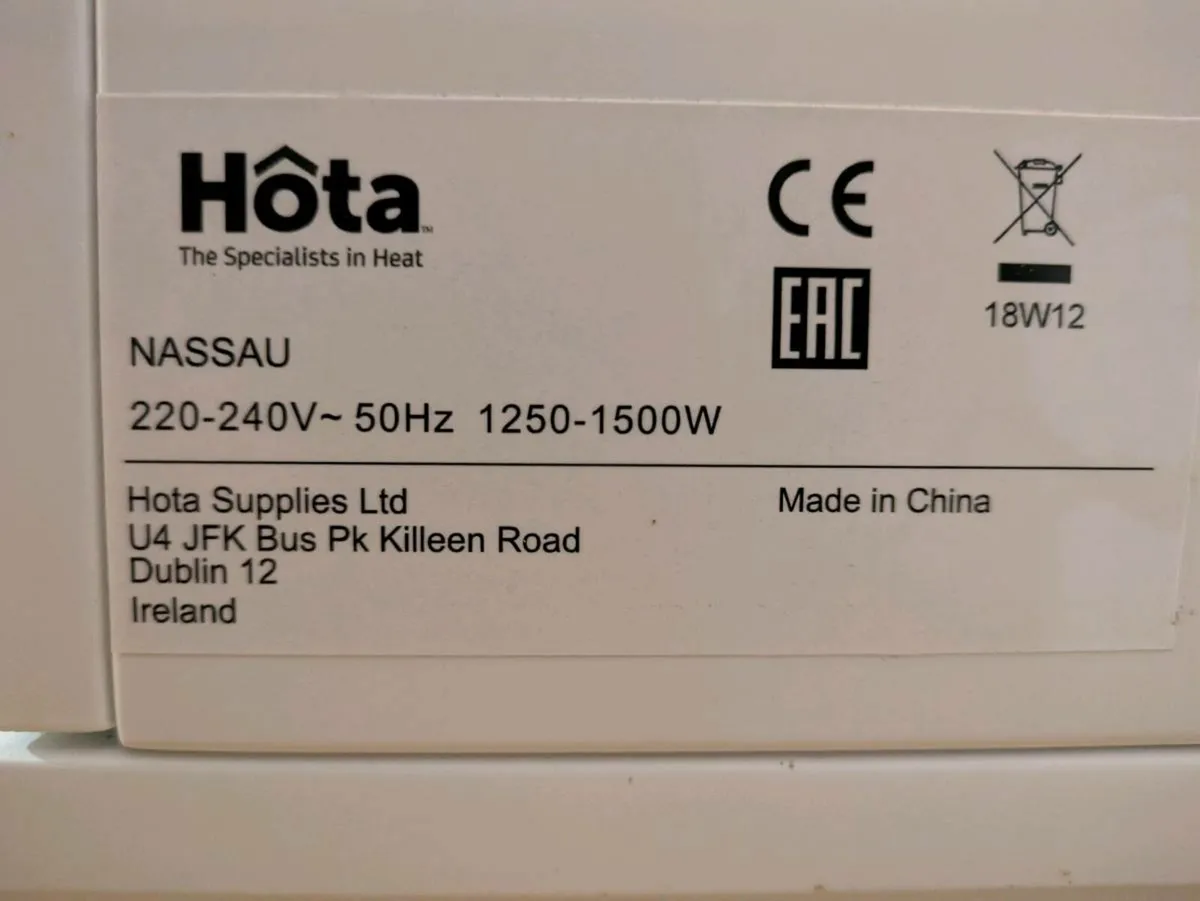 Hôta™
The Specialists in Heat
CE
EAC
18W12
NASSAU
220-240V~ 50Hz 1250-1500W
Hota Supplies Ltd
U4 JFK Bus Pk Killeen Road
Dublin 12
Ireland
Made in China